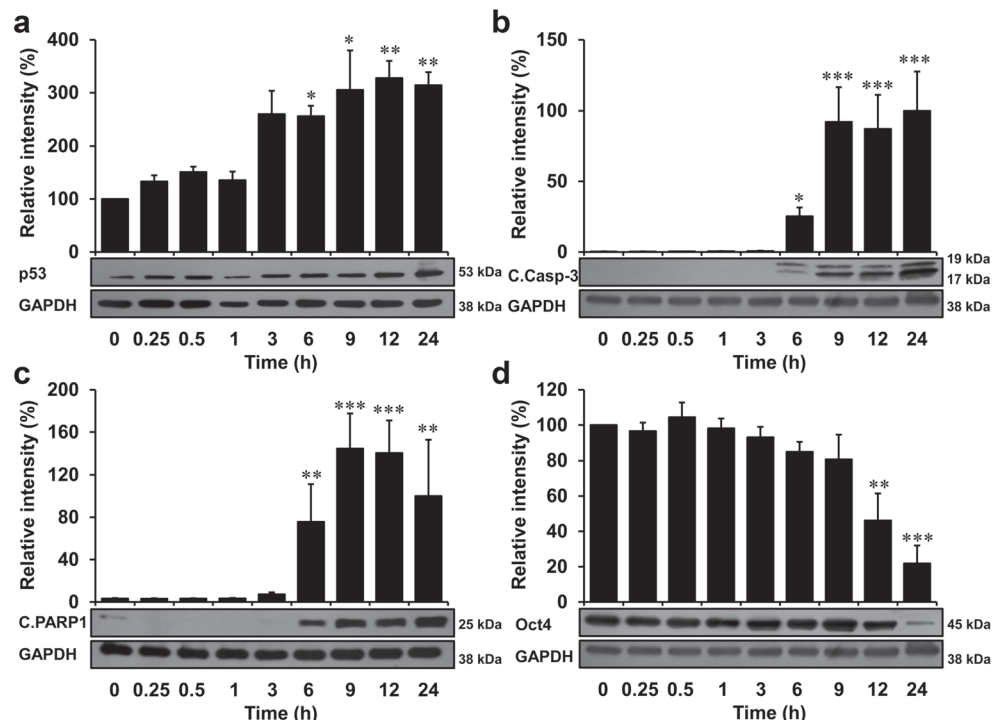 a
Relative intensity (%)
400
300
200
100
0
* * ** **
p53
53 kDa
GAPDH
38 kDa
0 0.25 0.5 1 3 6 9 12 24
Time (h)
b
Relative intensity (%)
150
100
50
0
* *** *** ***
C.Casp-3
19 kDa
17 kDa
GAPDH
38 kDa
0 0.25 0.5 1 3 6 9 12 24
Time (h)
c
Relative intensity (%)
200
160
120
80
40
0
** *** *** **
C.PARP1
25 kDa
GAPDH
38 kDa
0 0.25 0.5 1 3 6 9 12 24
Time (h)
d
Relative intensity (%)
120
100
80
60
40
20
0
** ***
Oct4
45 kDa
GAPDH
38 kDa
0 0.25 0.5 1 3 6 9 12 24
Time (h)